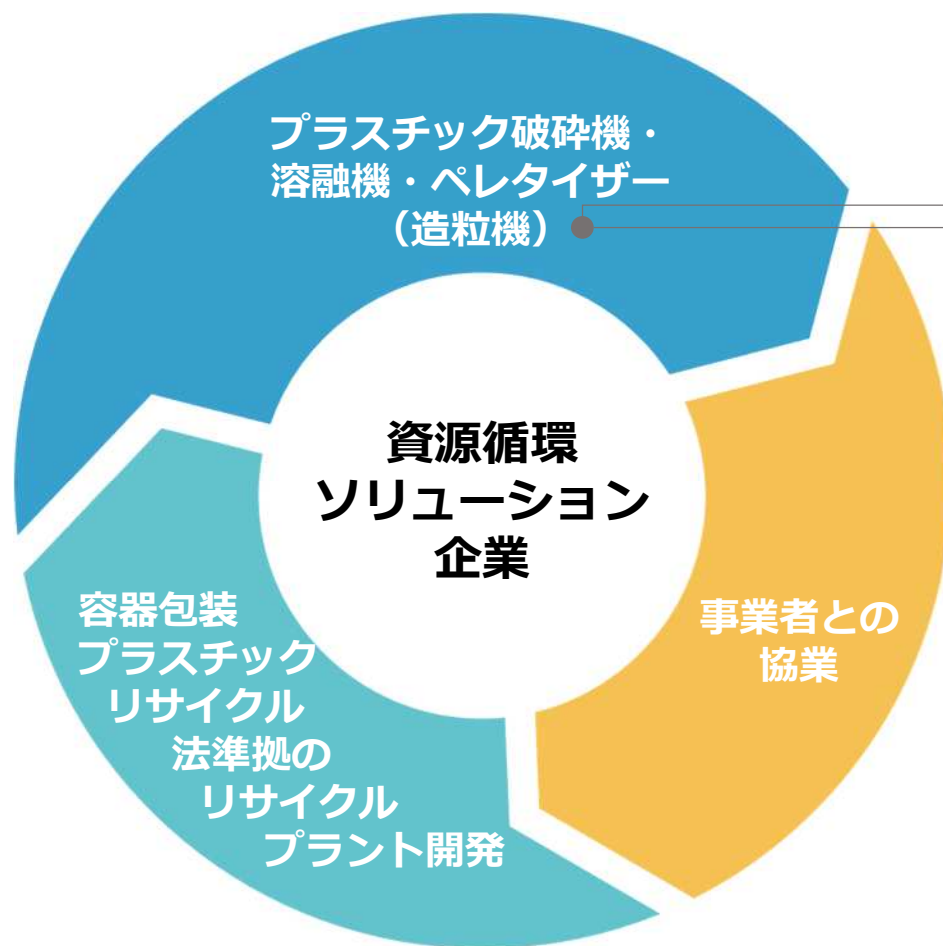 プラスチック破砕機・
溶融機・ペレタイザー
（造粒機）
資源循環
ソリューション
企業
事業者との
協業
容器包装
プラスチック
リサイクル
法準拠の
リサイクル
プラント開発